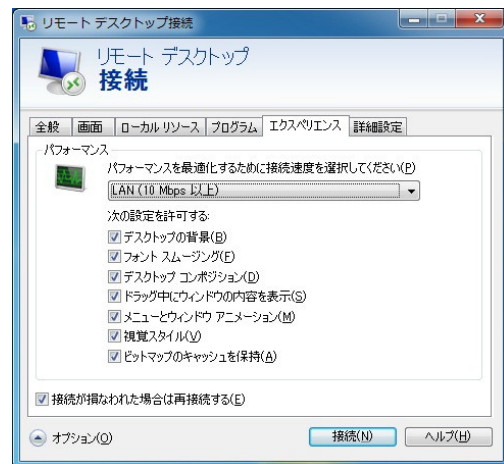 リモート デスクトップ接続
リモート デスクトップ
接続
全般 画面 ローカル リソース プログラム エクスペリエンス 詳細設定
パフォーマンス
パフォーマンスを最適化するために接続速度を選択してください(P)
LAN (10 Mbps 以上)
次の設定を許可する:
デスクトップの背景(B)
フォント スムージング(F)
デスクトップ コンポジション(D)
ドラッグ中にウィンドウの内容を表示(S)
メニューとウィンドウ アニメーション(M)
視覚スタイル(V)
ビットマップのキャッシュを保持(A)
接続が損なわれた場合は再接続する(E)
オプション(O) 接続(N) ヘルプ(H)